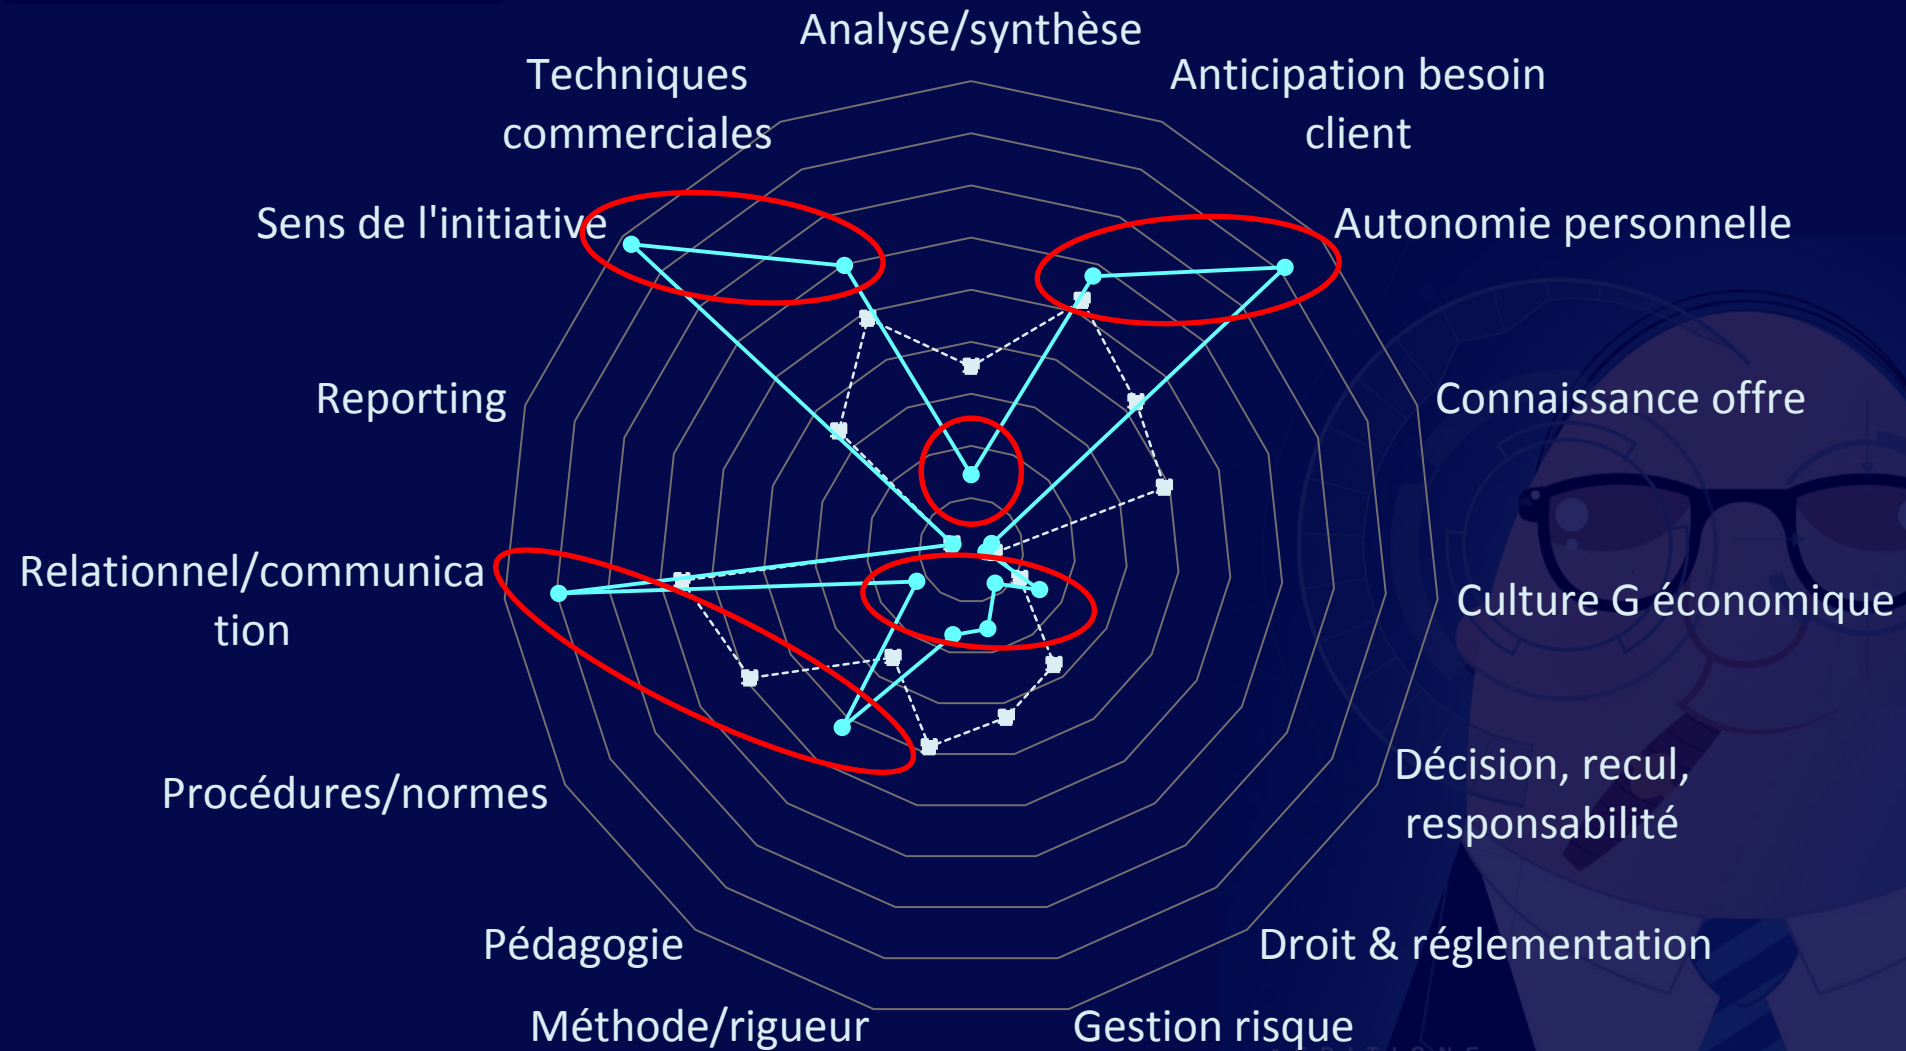 Analyse/synthèse
Techniques
commerciales
Anticipation besoin
client
Sens de l'initiative
Autonomie personnelle
Reporting
Connaissance offre
Relationnel/communica
tion
Culture G économique
Procédures/normes
Décision, recul,
responsabilité
Pédagogie
Droit & réglementation
Méthode/rigueur
Gestion risque